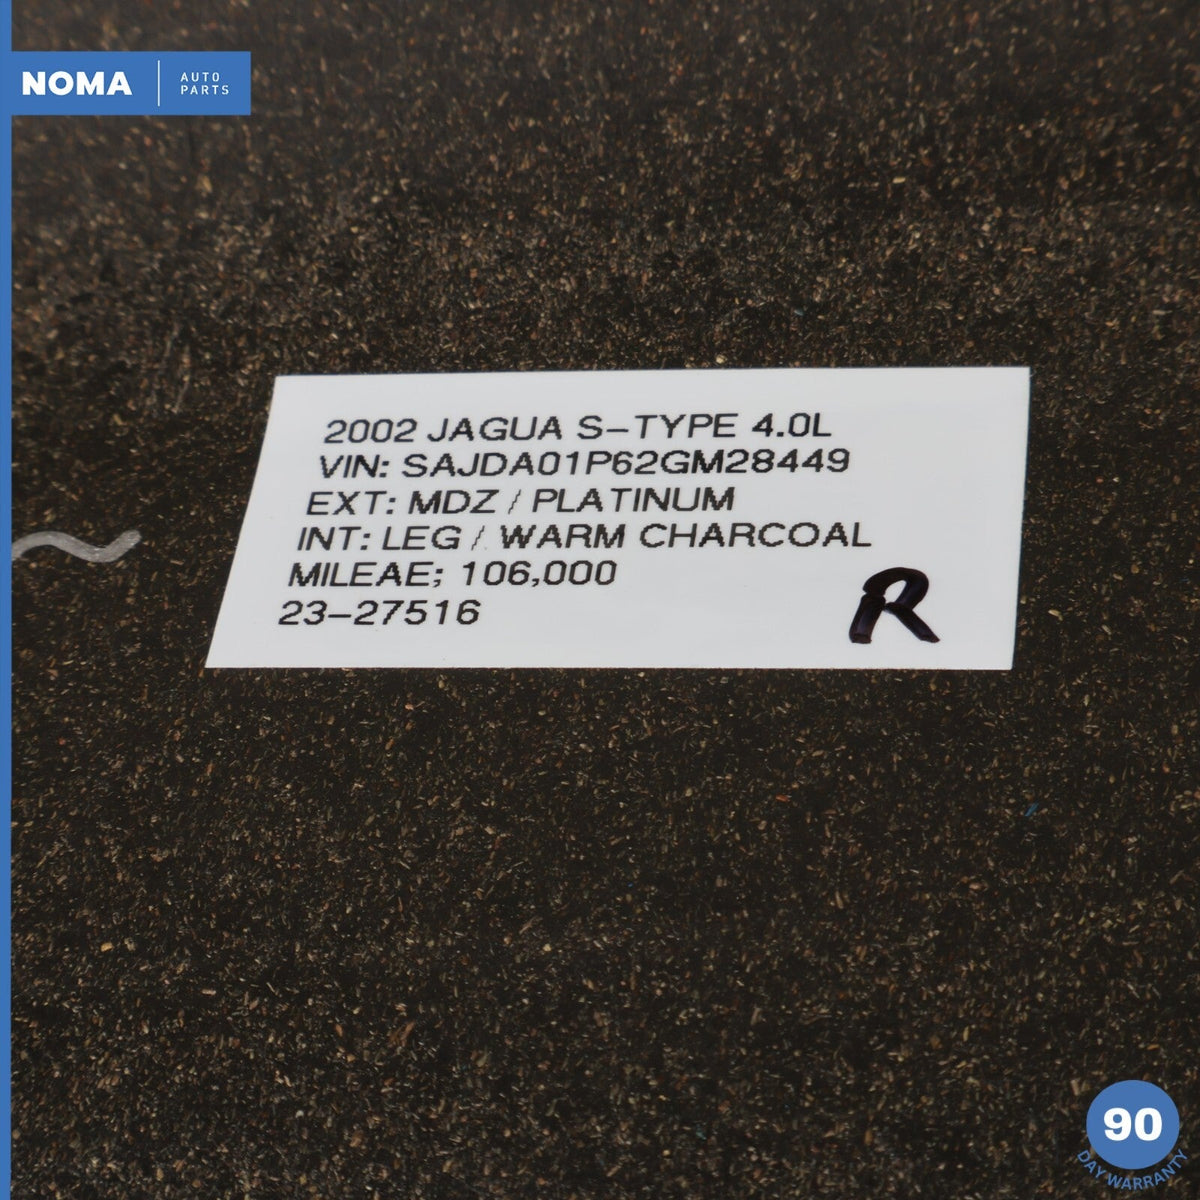 NOMA
AUTO
PARTS
2002 JAGUA S-TYPE 4.0L
VIN: SAJDA01P62GM28449
EXT: MDZ / PLATINUM
INT: LEG / WARM CHARCOAL
MILEAE; 106,000
23-27516
R
90
DAY WARRANTY